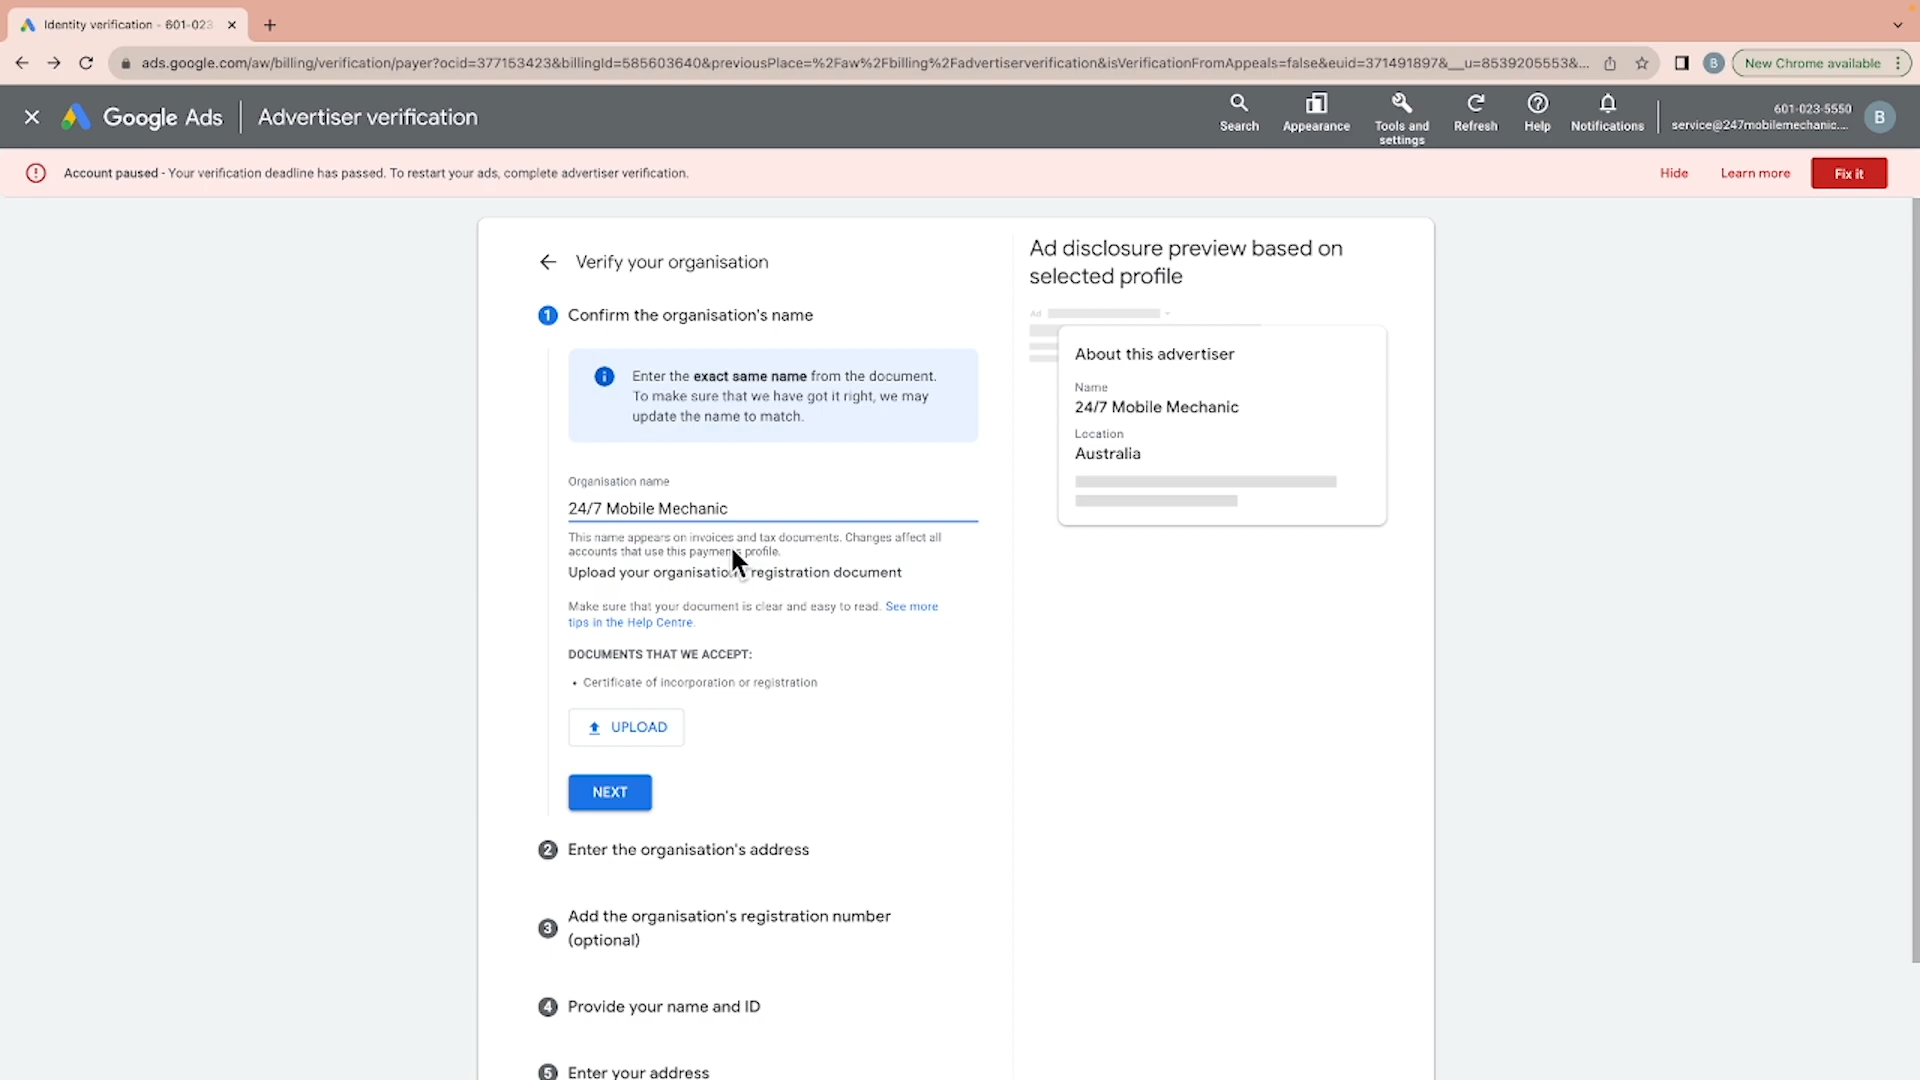 Identity verification - 601-023
ads.google.com/aw/billing/verification/payer?ocid=377153423&billingId=585603640&previousPlace=%2Faw%2Fbilling%2Fadvertiserverification&isVerificationFromAppeals=false&euid=371491897&__u=8539205553&...
B
New Chrome available
Google Ads
Advertiser verification
Search
Appearance
Tools and
settings
Refresh
Help
Notifications
601-023-5550
service@247mobilemechanic....
B
Account paused - Your verification deadline has passed. To restart your ads, complete advertiser verification.
Hide
Learn more
Fix it
Verify your organisation
1 Confirm the organisation's name
Enter the exact same name from the document.
To make sure that we have got it right, we may
update the name to match.
Organisation name
24/7 Mobile Mechanic
This name appears on invoices and tax documents. Changes affect all
accounts that use this payments profile.
Upload your organisation registration document
Make sure that your document is clear and easy to read. See more
tips in the Help Centre.
DOCUMENTS THAT WE ACCEPT:
• Certificate of incorporation or registration
UPLOAD
NEXT
2 Enter the organisation's address
3 Add the organisation's registration number
(optional)
4 Provide your name and ID
5 Enter your address
Ad disclosure preview based on
selected profile
Ad
About this advertiser
Name
24/7 Mobile Mechanic
Location
Australia